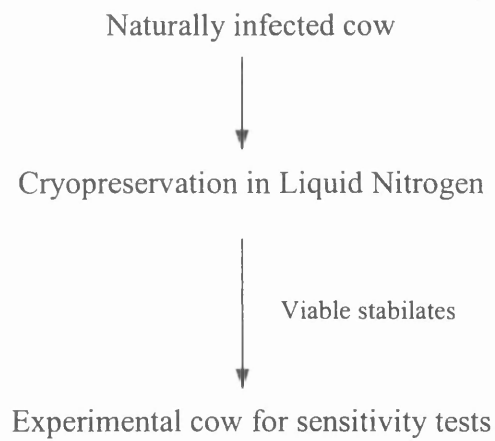 Naturally infected cow
Cryopreservation in Liquid Nitrogen
Viable stabilates
Experimental cow for sensitivity tests